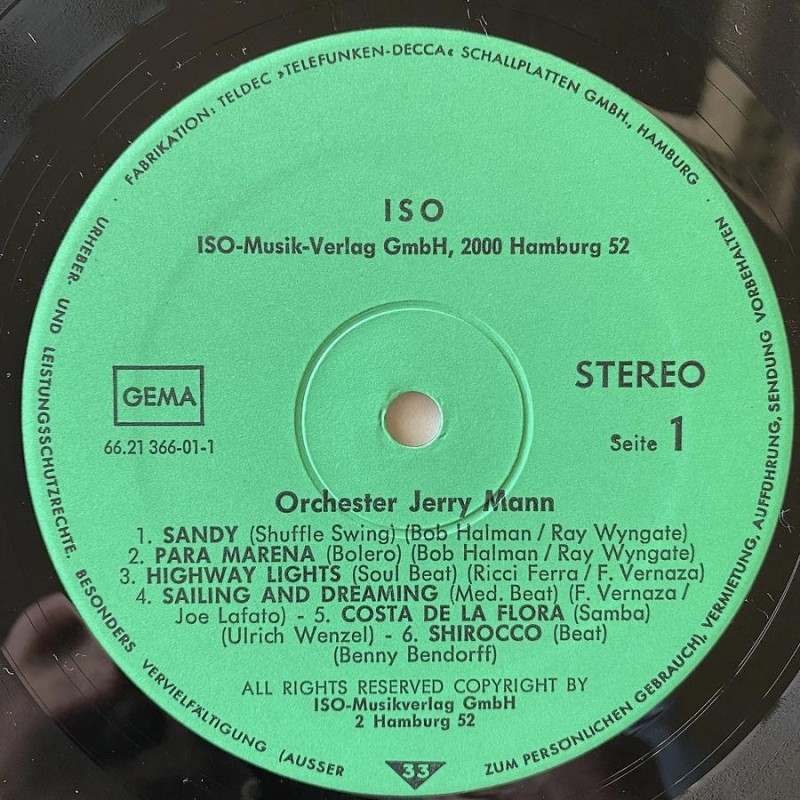 FABRIKATION: TELDEC »TELEFUNKEN-DECCA« SCHALLPLATTEN GMBH., HAMBURG
URHEBER- UND LEISTUNGSSCHUTZRECHTE. BESONDERS VERVIELFÄLTIGUNG (AUSSER ZUM PERSÖNLICHEN GEBRAUCH), VERMIETUNG, AUFFÜHRUNG, SENDUNG VORBEHALTEN
ISO
ISO-Musik-Verlag GmbH, 2000 Hamburg 52
GEMA
66.21 366-01-1
STEREO
Seite 1
Orchester Jerry Mann
1. SANDY (Shuffle Swing) (Bob Halman / Ray Wyngate)
2. PARA MARENA (Bolero) (Bob Halman / Ray Wyngate)
3. HIGHWAY LIGHTS (Soul Beat) (Ricci Ferra / F. Vernaza)
4. SAILING AND DREAMING (Med. Beat) (F. Vernaza /
Joe Lafato) - 5. COSTA DE LA FLORA (Samba)
(Ulrich Wenzel) - 6. SHIROCCO (Beat)
(Benny Bendorff)
ALL RIGHTS RESERVED COPYRIGHT BY
ISO-Musikverlag GmbH
2 Hamburg 52
33